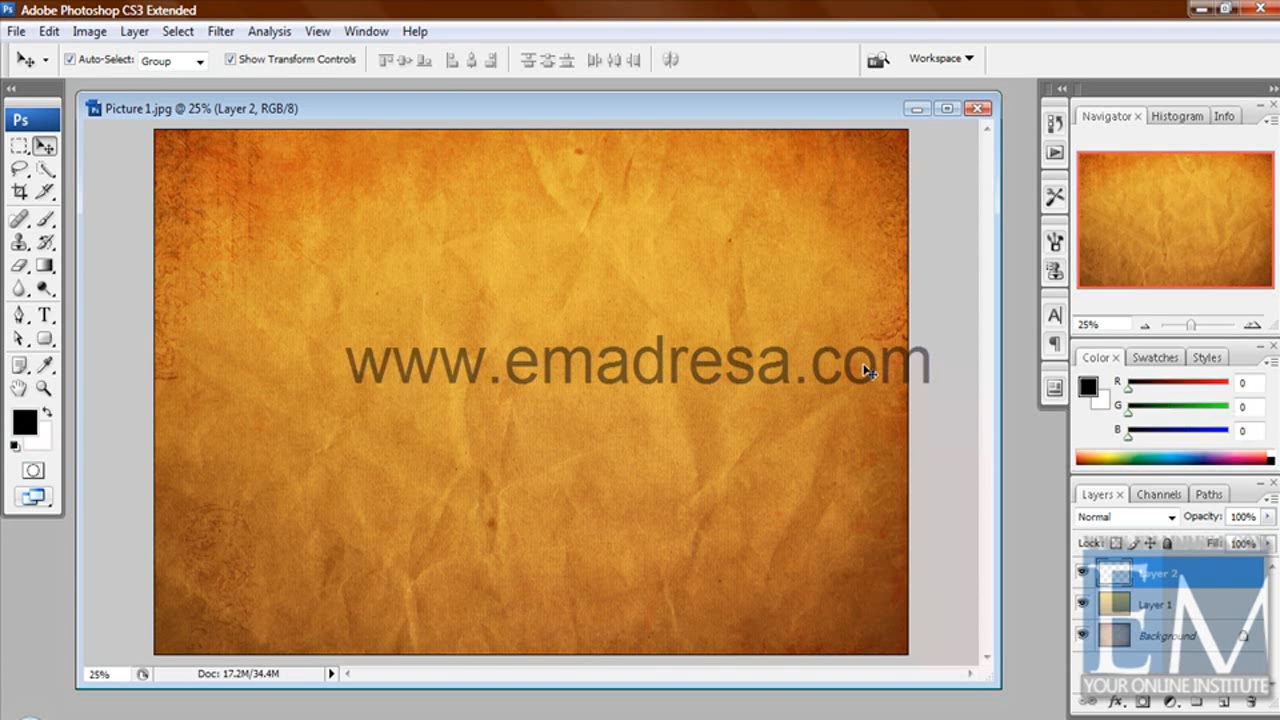 Adobe Photoshop CS3 Extended
File Edit Image Layer Select Filter Analysis View Window Help
Auto-Select: Group Show Transform Controls Workspace
Picture 1.jpg @ 25% (Layer 2, RGB/8)
Ps
Navigator Histogram Info
www.emadresa.com
25%
Color Swatches Styles
R 0
G 0
B 0
Layers Channels Paths
Normal Opacity: 100%
Lock: Fill: 100%
Layer 2
Layer 1
Background
EM
YOUR ONLINE INSTITUTE
25% Doc: 17.2M/34.4M